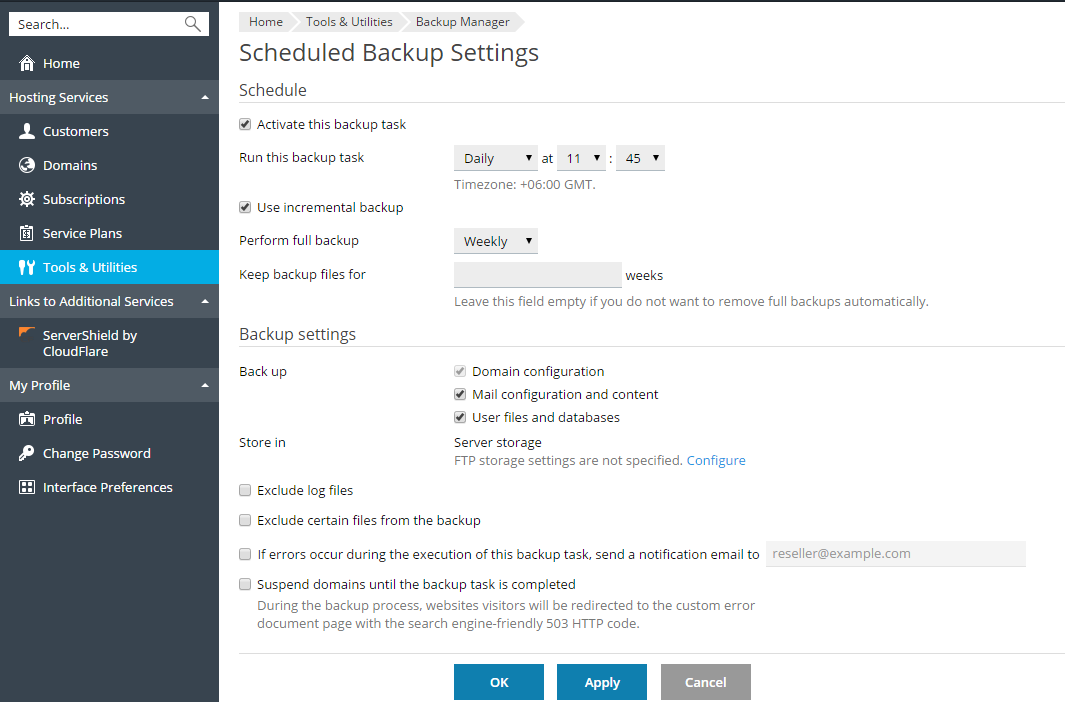 Search...
Home
Hosting Services
Customers
Domains
Subscriptions
Service Plans
Tools & Utilities
Links to Additional Services
ServerShield by
CloudFlare
My Profile
Profile
Change Password
Interface Preferences
Home Tools & Utilities Backup Manager
Scheduled Backup Settings
Schedule
Activate this backup task
Run this backup task Daily at 11 : 45
Timezone: +06:00 GMT.
Use incremental backup
Perform full backup Weekly
Keep backup files for weeks
Leave this field empty if you do not want to remove full backups automatically.
Backup settings
Back up Domain configuration
Mail configuration and content
User files and databases
Store in Server storage
FTP storage settings are not specified. Configure
Exclude log files
Exclude certain files from the backup
If errors occur during the execution of this backup task, send a notification email to reseller@example.com
Suspend domains until the backup task is completed
During the backup process, websites visitors will be redirected to the custom error
document page with the search engine-friendly 503 HTTP code.
OK Apply Cancel